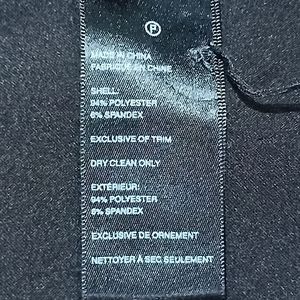 P
MADE IN CHINA
FABRIQUÉ EN CHINE
SHELL:
94% POLYESTER
6% SPANDEX
EXCLUSIVE OF TRIM
DRY CLEAN ONLY
EXTÉRIEUR:
94% POLYESTER
6% SPANDEX
EXCLUSIVE DE ORNEMENT
NETTOYER À SEC SEULEMENT